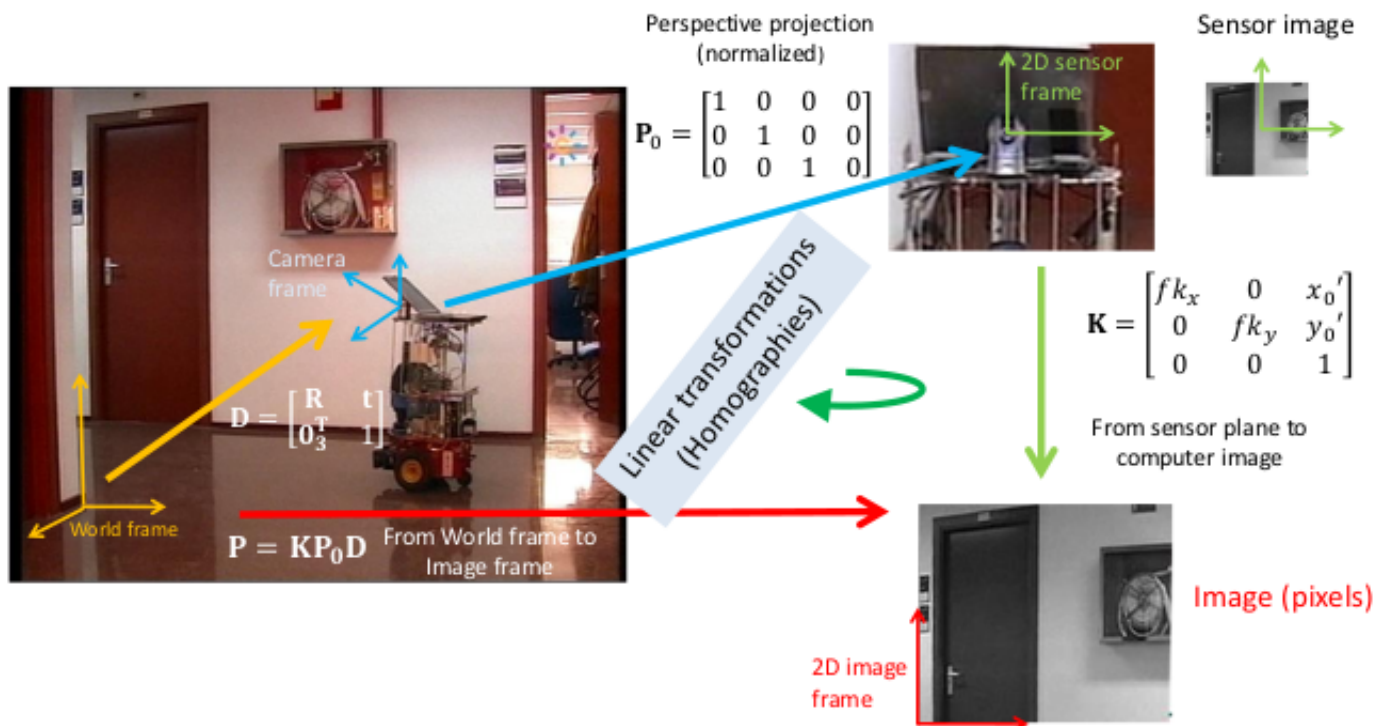 Perspective projection
(normalized)
P₀ = [1 0 0 0
0 1 0 0
0 0 1 0]
2D sensor
frame
Sensor image
Camera
frame
Linear transformations
(Homographies)
K = [fkₓ 0 x₀′
0 fk_y y₀′
0 0 1]
D = [R t
0₃ᵀ 1]
From sensor plane to
computer image
World frame
P = KP₀D
From World frame to
Image frame
Image (pixels)
2D image
frame